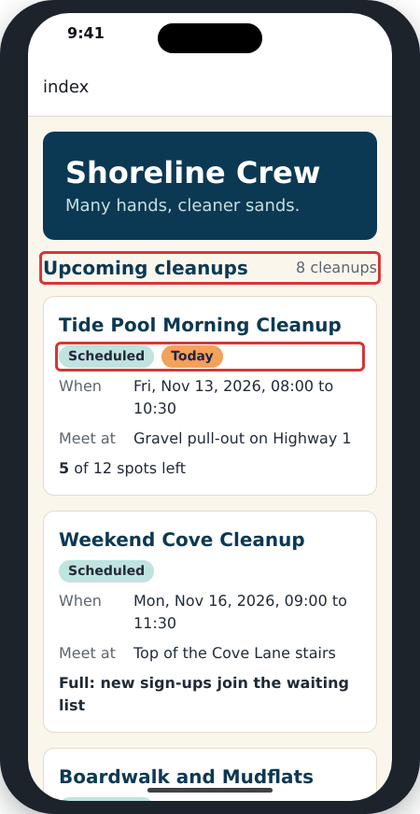 9:41
index
Shoreline Crew
Many hands, cleaner sands.
Upcoming cleanups 8 cleanups
Tide Pool Morning Cleanup
Scheduled Today
When Fri, Nov 13, 2026, 08:00 to
10:30
Meet at Gravel pull-out on Highway 1
5 of 12 spots left
Weekend Cove Cleanup
Scheduled
When Mon, Nov 16, 2026, 09:00 to
11:30
Meet at Top of the Cove Lane stairs
Full: new sign-ups join the waiting
list
Boardwalk and Mudflats